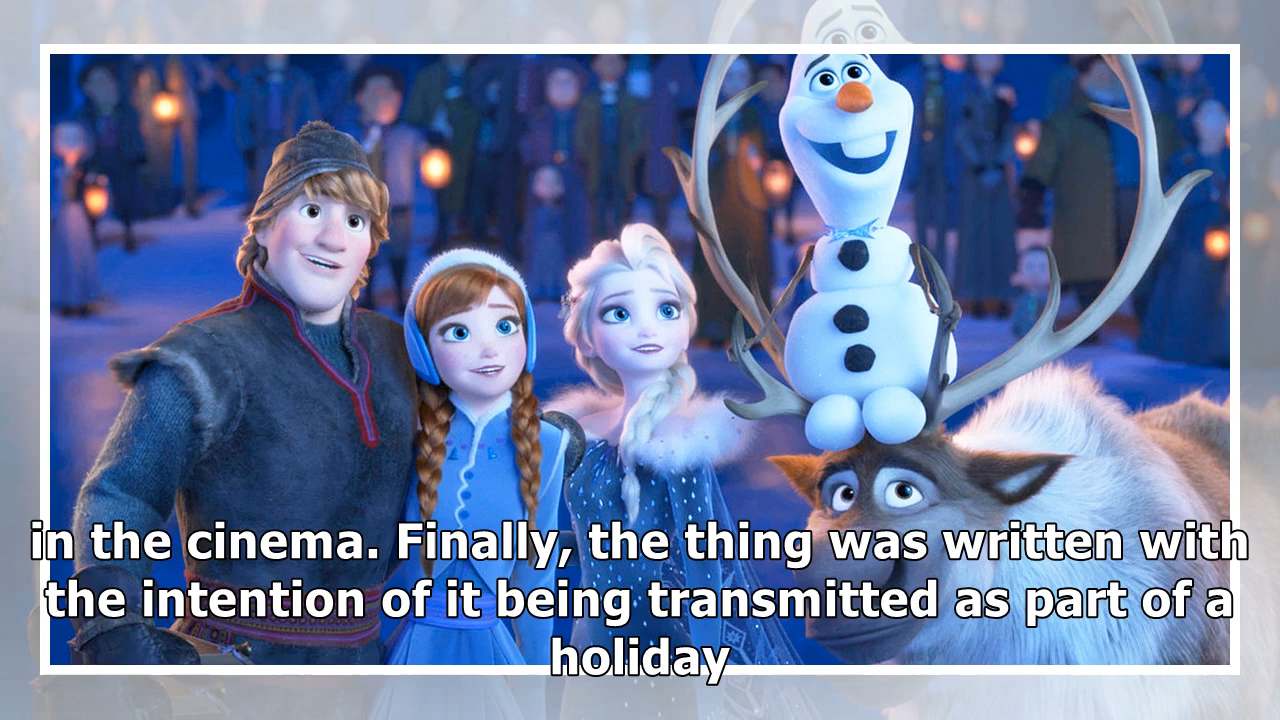 in the cinema. Finally, the thing was written with
the intention of it being transmitted as part of a
holiday